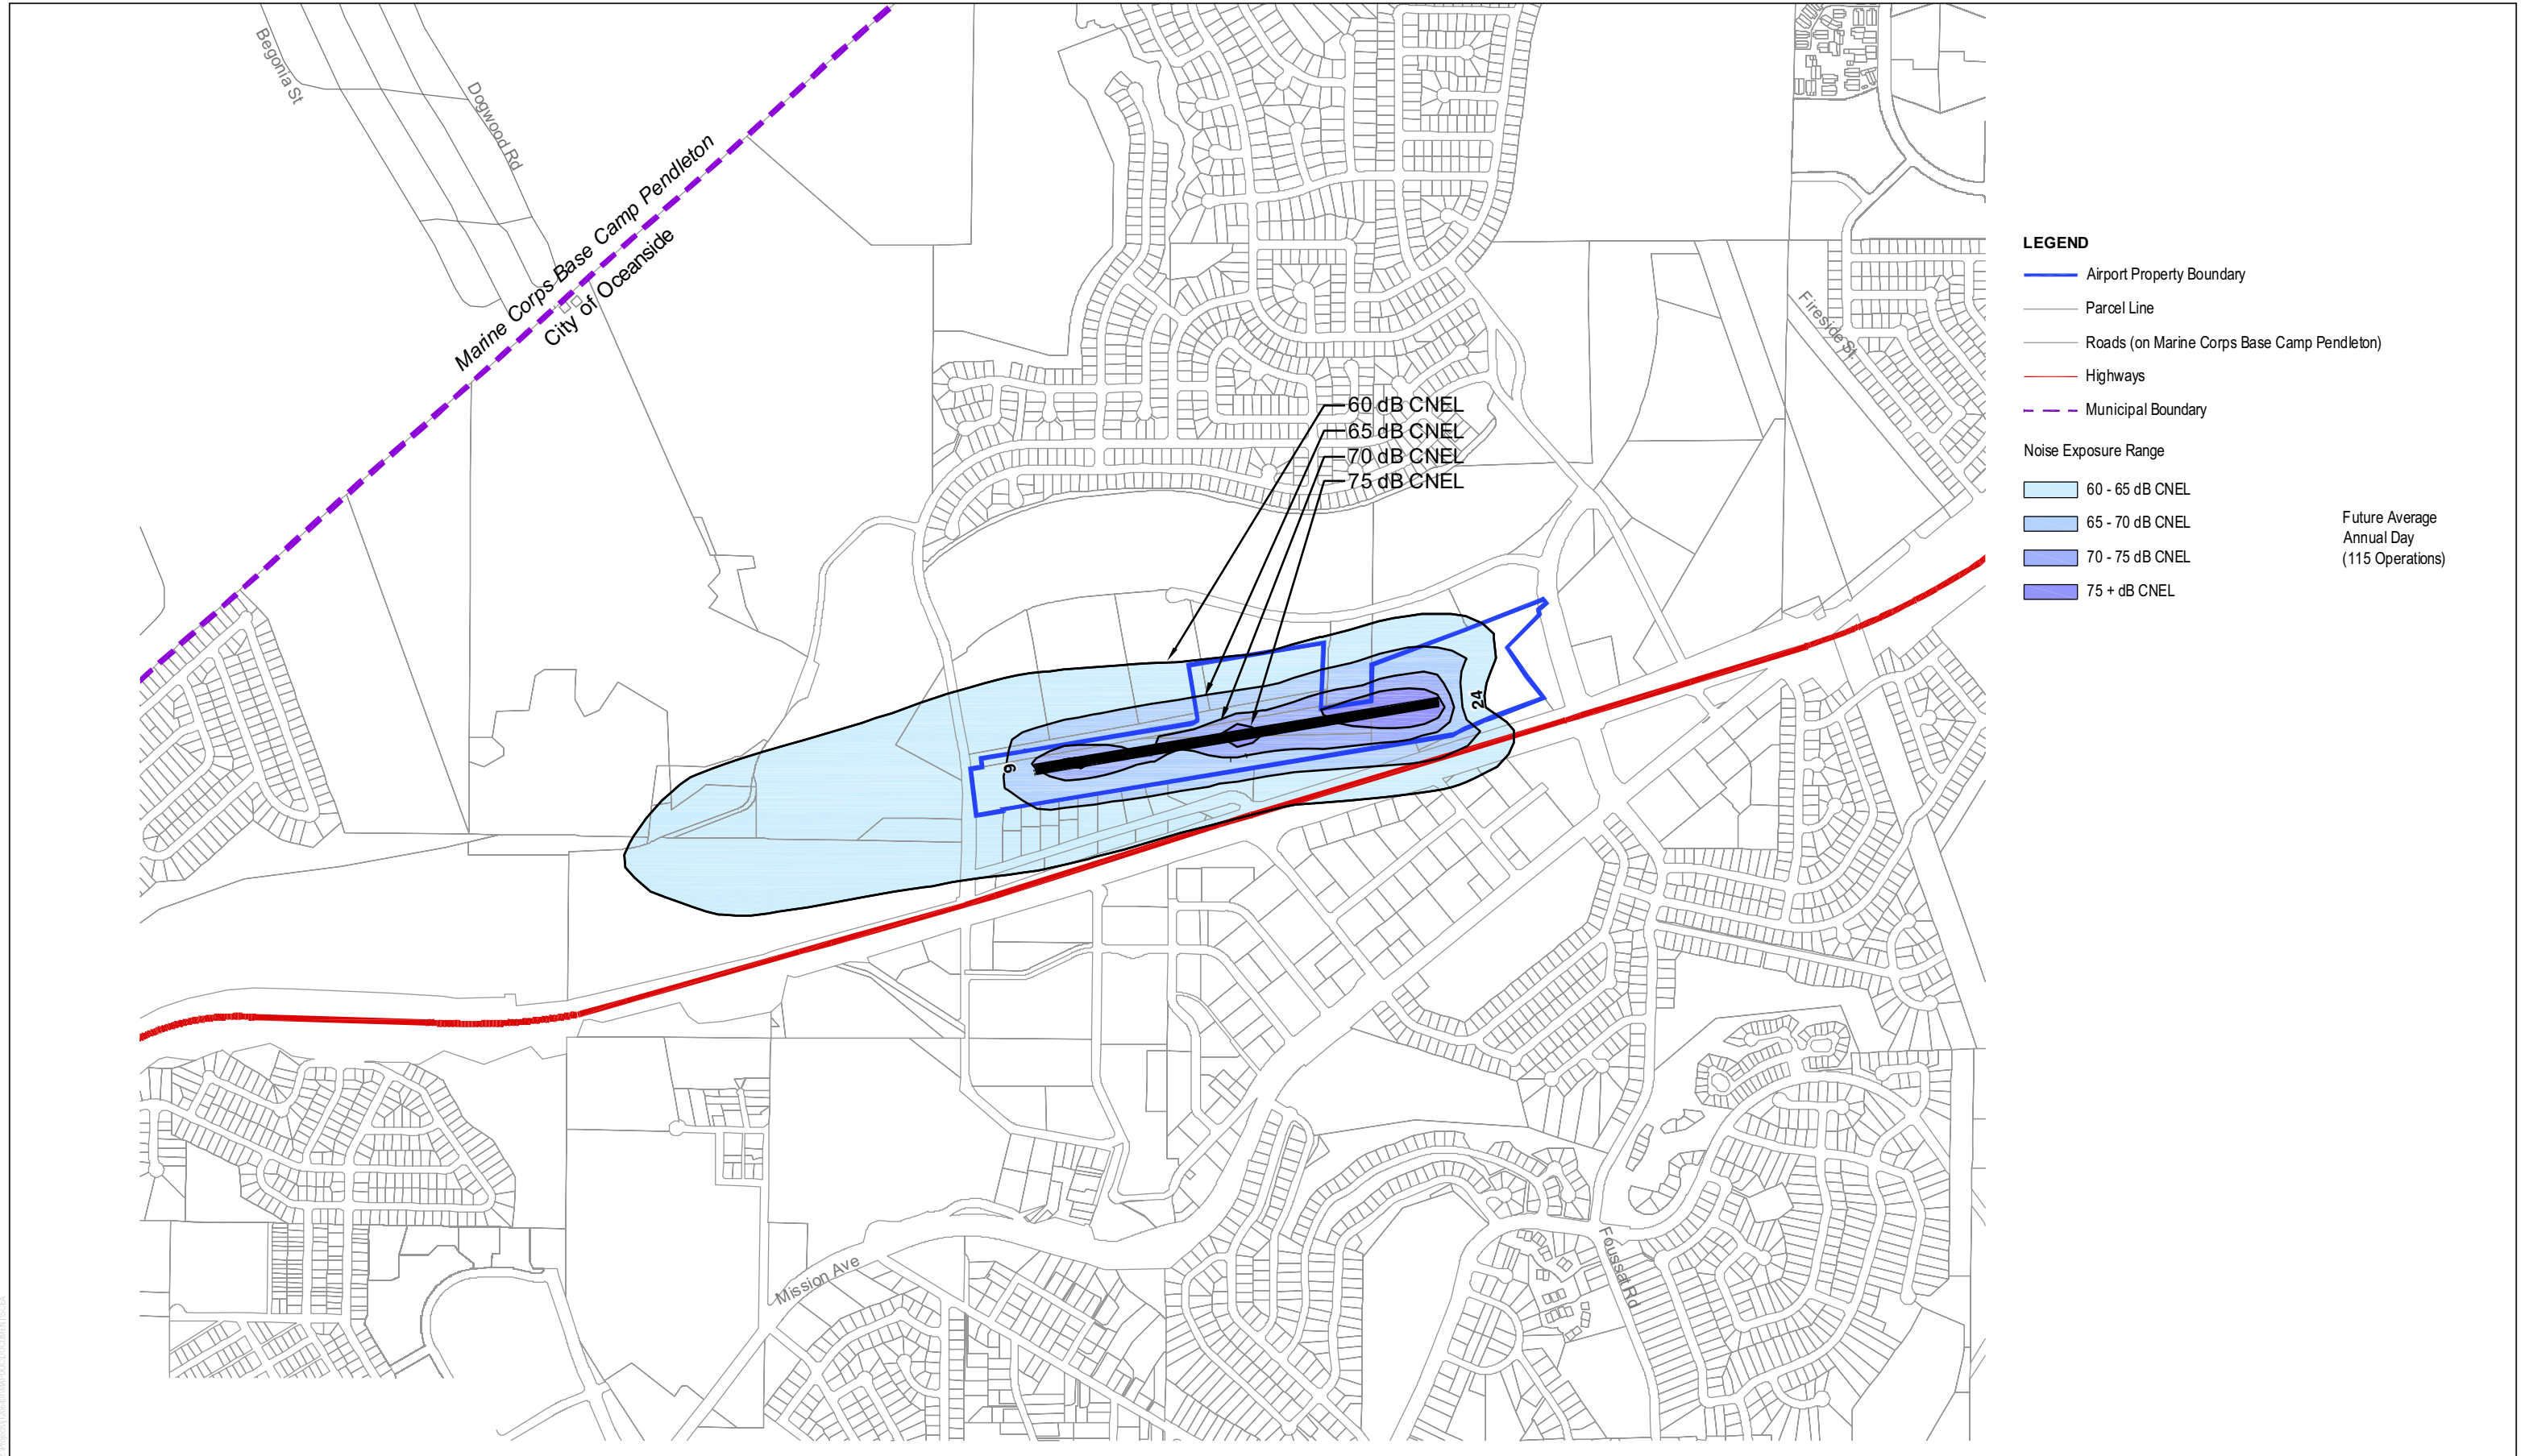 Begonia St
Dogwood Rd
Marine Corps Base Camp Pendleton
City of Oceanside
Fireside St.
60 dB CNEL
65 dB CNEL
70 dB CNEL
75 dB CNEL
24
6
Mission Ave
Foussat Rd
LEGEND
Airport Property Boundary
Parcel Line
Roads (on Marine Corps Base Camp Pendleton)
Highways
Municipal Boundary
Noise Exposure Range
60 - 65 dB CNEL
65 - 70 dB CNEL
70 - 75 dB CNEL
75 + dB CNEL
Future Average
Annual Day
(115 Operations)